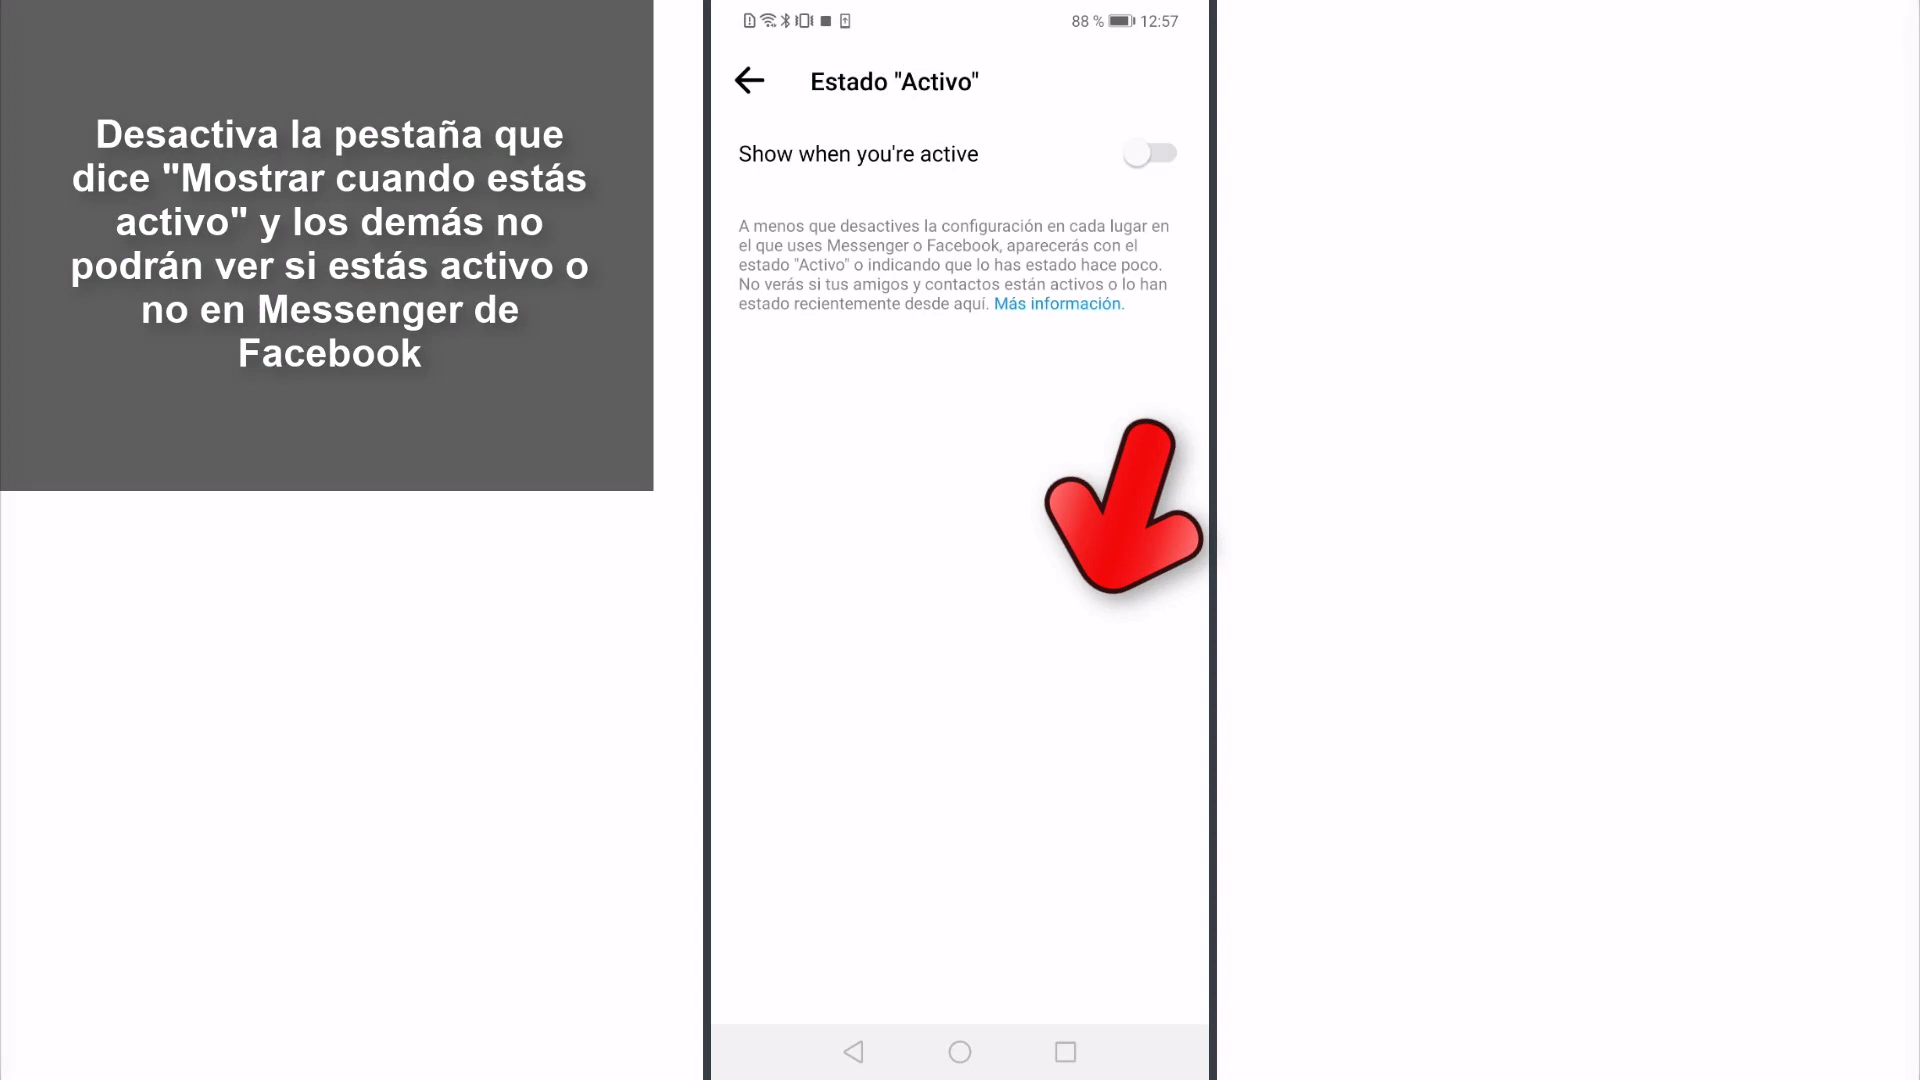 Desactiva la pestaña que
dice "Mostrar cuando estás
activo" y los demás no
podrán ver si estás activo o
no en Messenger de
Facebook
88 % 12:57
Estado "Activo"
Show when you're active
A menos que desactives la configuración en cada lugar en
el que uses Messenger o Facebook, aparecerás con el
estado "Activo" o indicando que lo has estado hace poco.
No verás si tus amigos y contactos están activos o lo han
estado recientemente desde aquí. Más información.